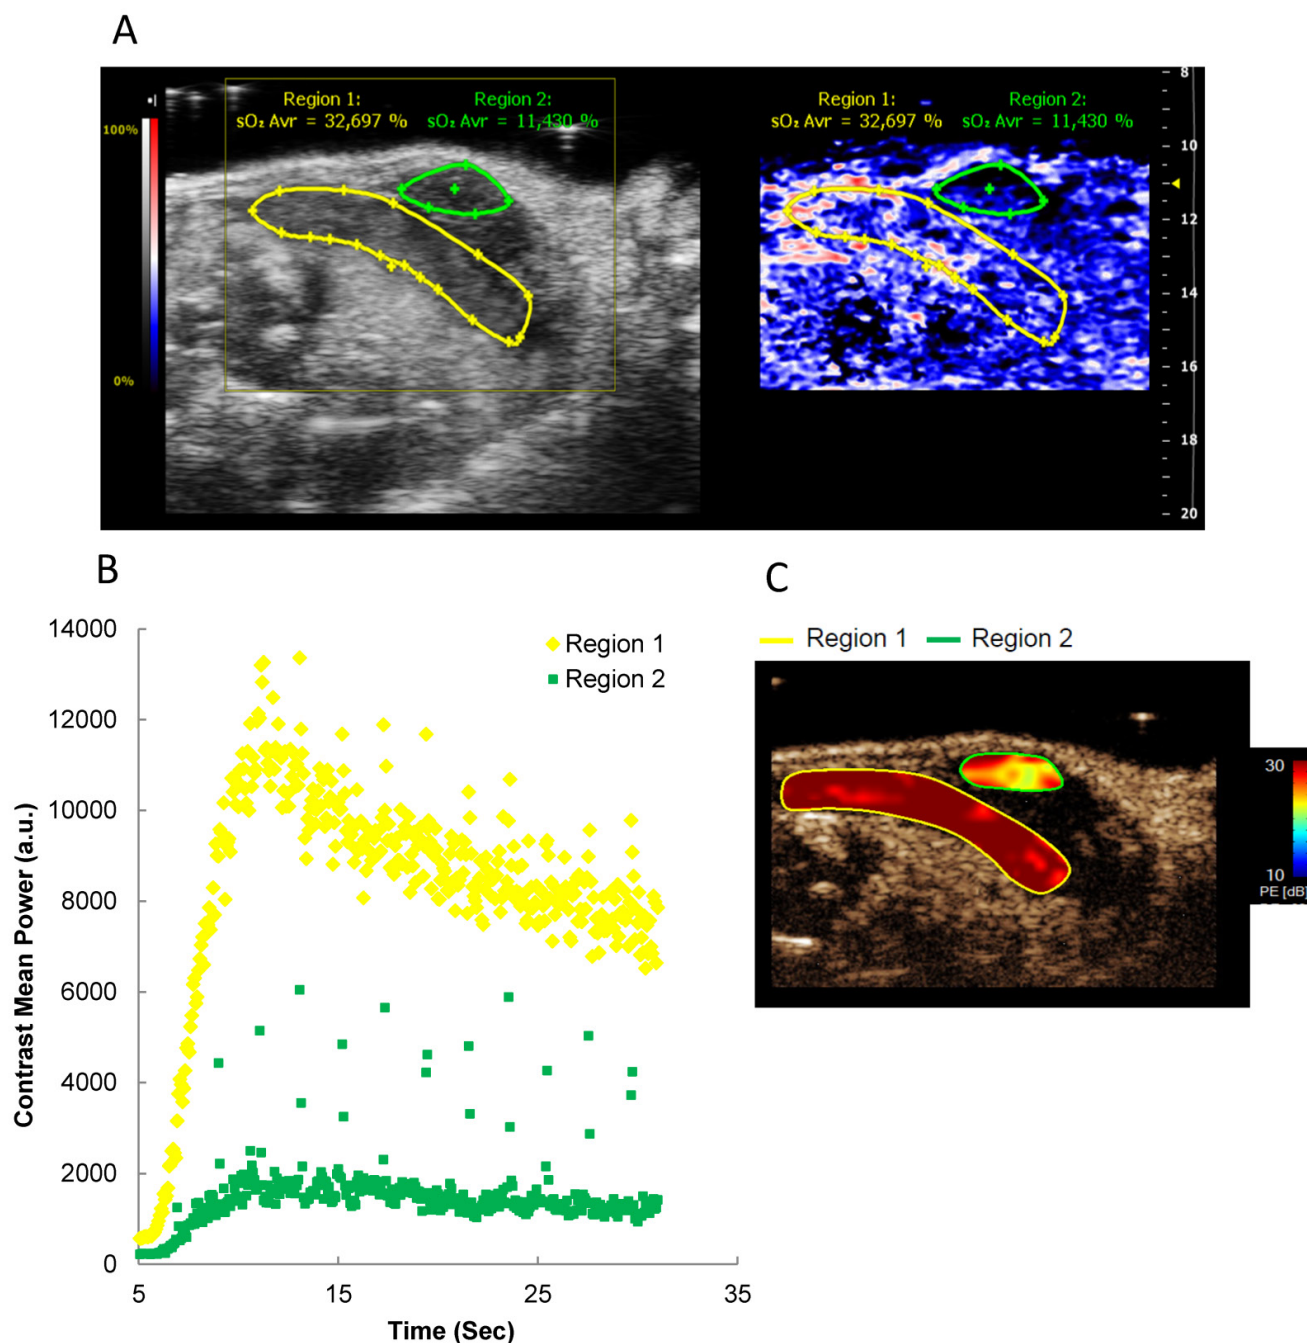 A
Region 1:
sO₂ Avr = 32,697 %
Region 2:
sO₂ Avr = 11,430 %
Region 1:
sO₂ Avr = 32,697 %
Region 2:
sO₂ Avr = 11,430 %
100%
0%
8
10
12
14
16
18
20
B
14000
12000
10000
8000
6000
4000
2000
0
Contrast Mean Power (a.u.)
Region 1
Region 2
5
15
25
35
Time (Sec)
C
Region 1
Region 2
30
10
PE [dB]